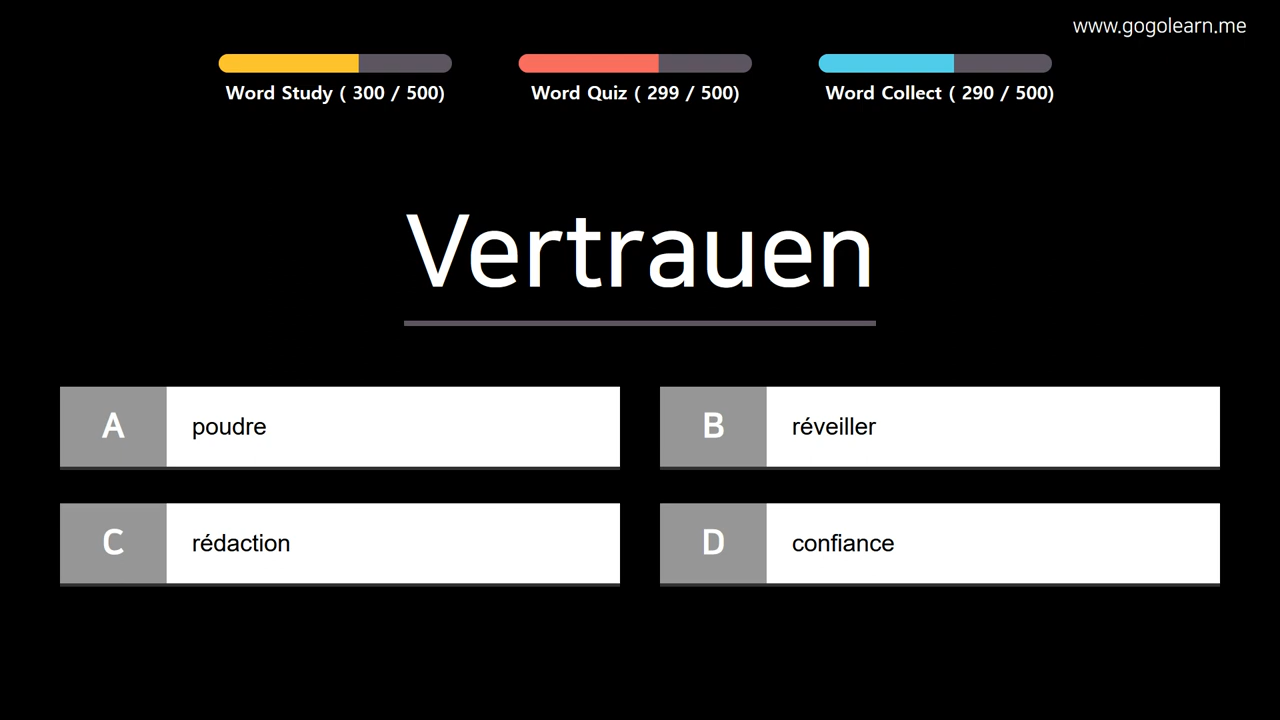 www.gogolearn.me
Word Study ( 300 / 500)
Word Quiz ( 299 / 500)
Word Collect ( 290 / 500)
Vertrauen
A poudre
B réveiller
C rédaction
D confiance